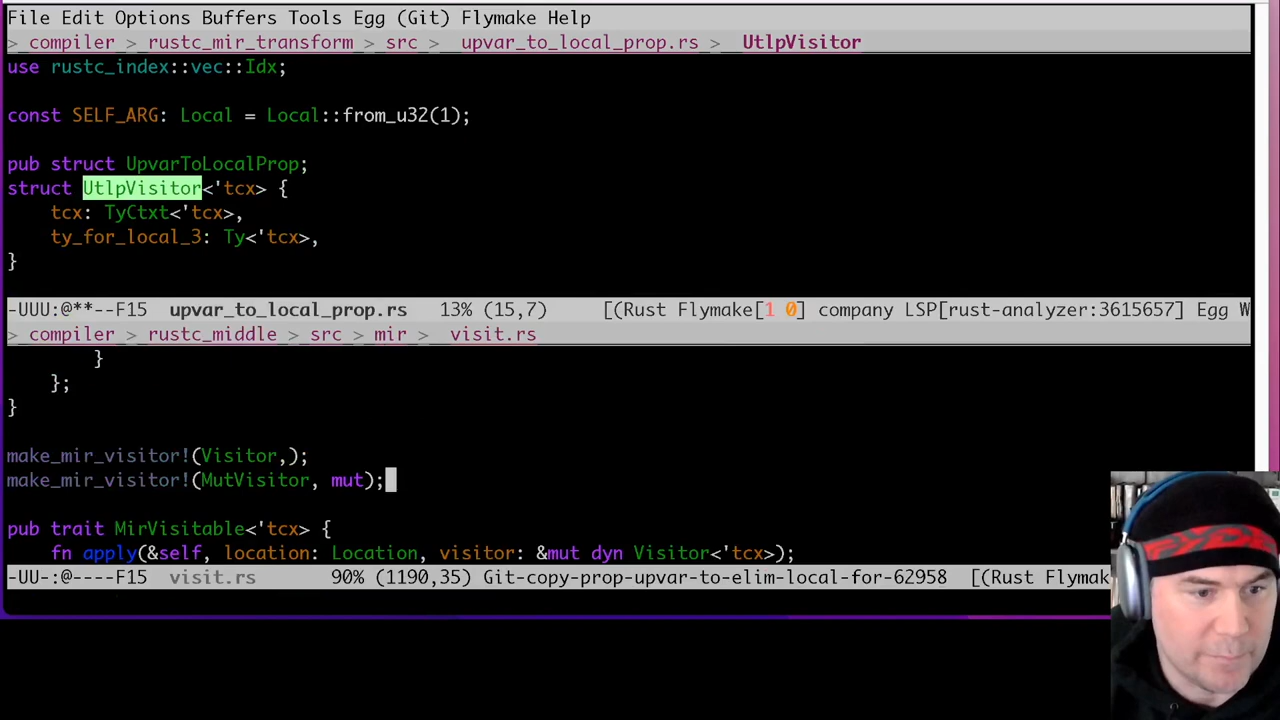 File Edit Options Buffers Tools Egg (Git) Flymake Help
> compiler > rustc_mir_transform > src > upvar_to_local_prop.rs > UtlpVisitor
use rustc_index::vec::Idx;
const SELF_ARG: Local = Local::from_u32(1);
pub struct UpvarToLocalProp;
struct UtlpVisitor<'tcx> {
    tcx: TyCtxt<'tcx>,
    ty_for_local_3: Ty<'tcx>,
}
-UUU:@**--F15 upvar_to_local_prop.rs 13% (15,7) [(Rust Flymake[1 0] company LSP[rust-analyzer:3615657] Egg W
> compiler > rustc_middle > src > mir > visit.rs
        }
    };
}
make_mir_visitor!(Visitor,);
make_mir_visitor!(MutVisitor, mut);
pub trait MirVisitable<'tcx> {
    fn apply(&self, location: Location, visitor: &mut dyn Visitor<'tcx>);
-UU-:@----F15 visit.rs 90% (1190,35) Git-copy-prop-upvar-to-elim-local-for-62958 [(Rust Flymake